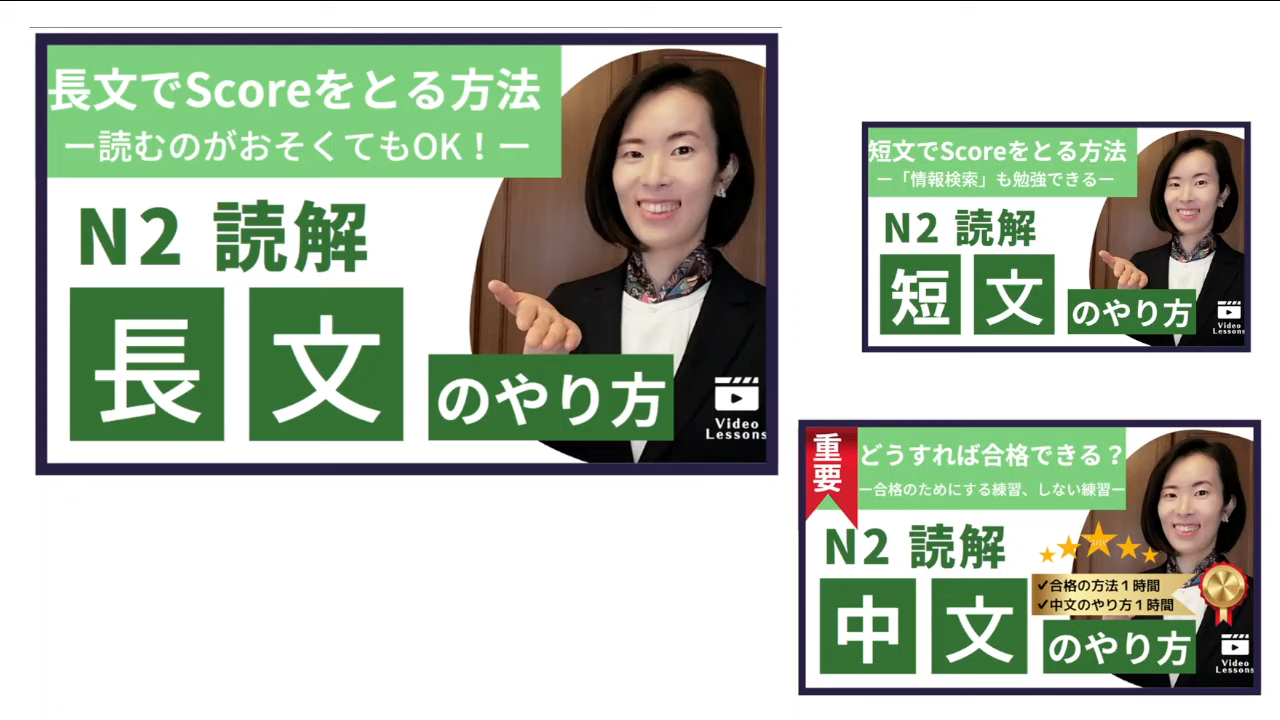 長文でScoreをとる方法
ー読むのがおそくてもOK！ー
N2 読解
長文のやり方
Video
Lessons
短文でScoreをとる方法
ー「情報検索」も勉強できるー
N2 読解
短文のやり方
Video
Lessons
重要
どうすれば合格できる？
ー合格のためにする練習、しない練習ー
N2 読解
✓合格の方法１時間
✓中文のやり方１時間
中文のやり方
Video
Lessons